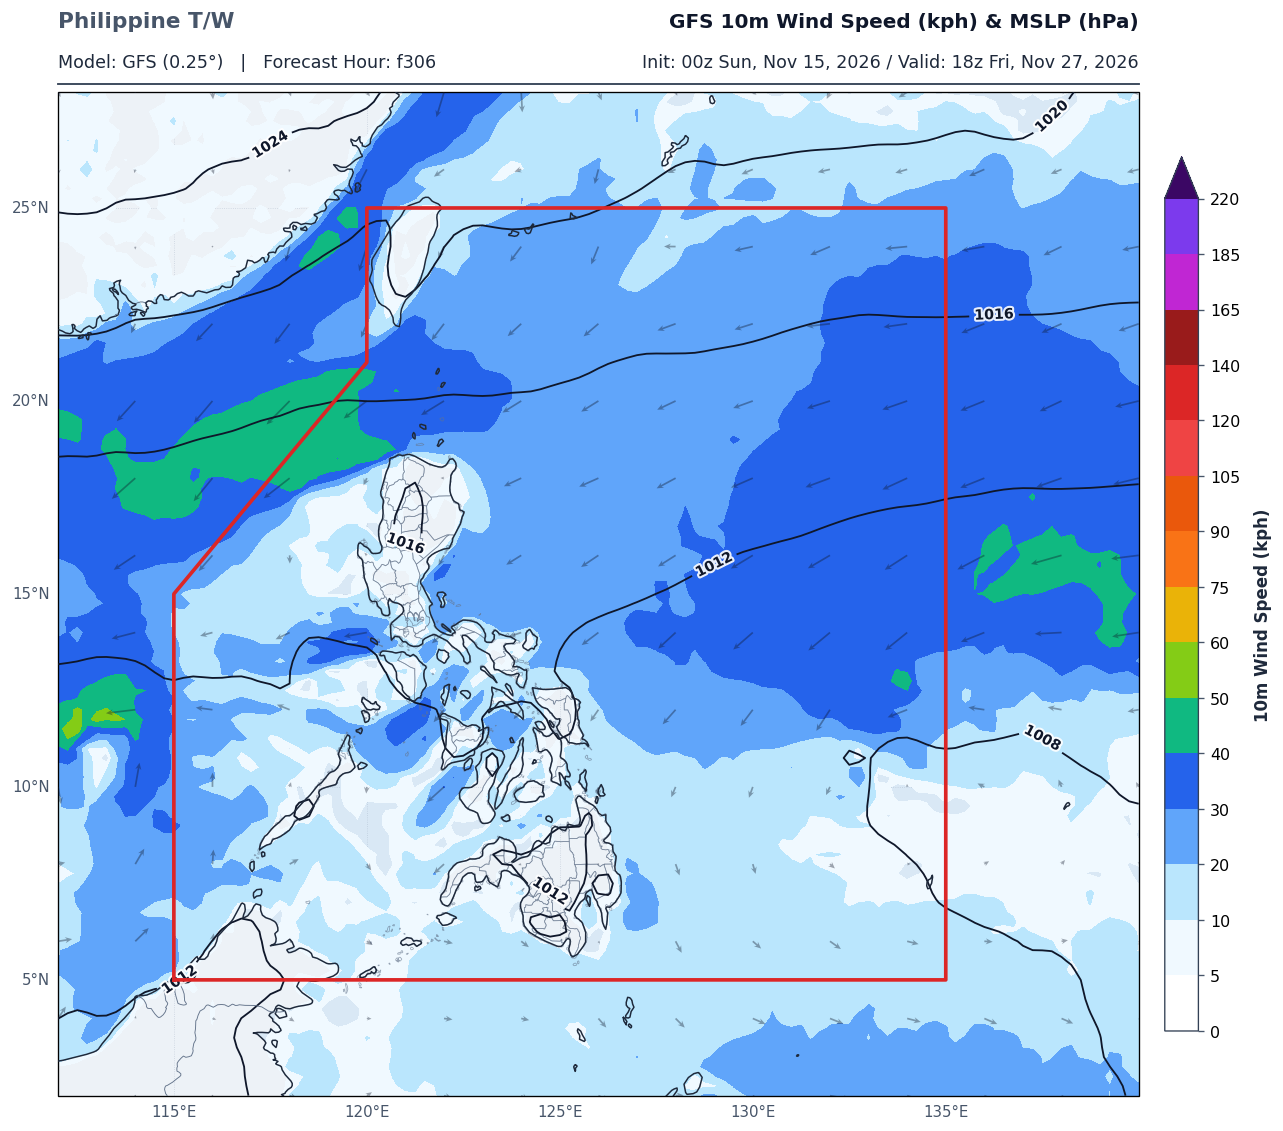 Philippine T/W
GFS 10m Wind Speed (kph) & MSLP (hPa)
Model: GFS (0.25°)   |   Forecast Hour: f306
Init: 00z Sun, Nov 15, 2026 / Valid: 18z Fri, Nov 27, 2026
1024
1020
1016
1016
1012
1008
1012
1012
25°N
20°N
15°N
10°N
5°N
115°E
120°E
125°E
130°E
135°E
220
185
165
140
120
105
90
75
60
50
40
30
20
10
5
0
10m Wind Speed (kph)